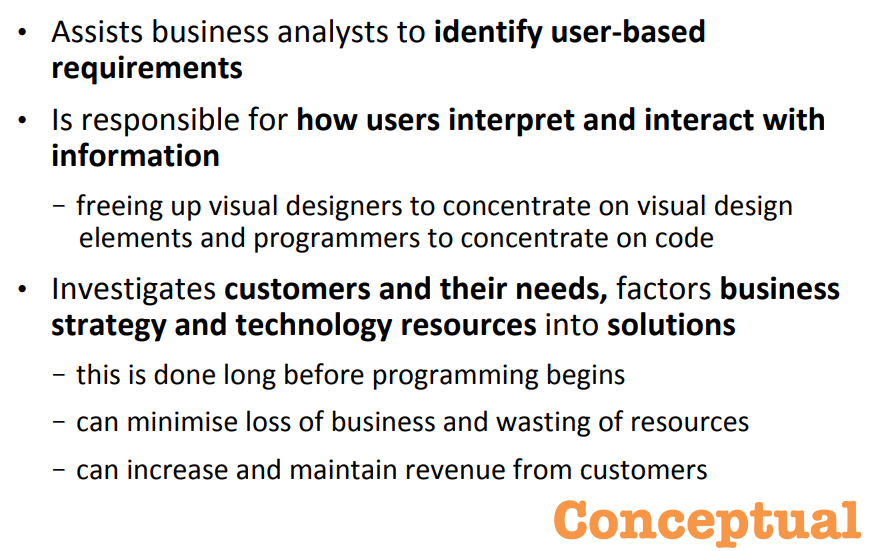 • Assists business analysts to identify user-based
requirements
• Is responsible for how users interpret and interact with
information
– freeing up visual designers to concentrate on visual design
elements and programmers to concentrate on code
• Investigates customers and their needs, factors business
strategy and technology resources into solutions
– this is done long before programming begins
– can minimise loss of business and wasting of resources
– can increase and maintain revenue from customers
Conceptual